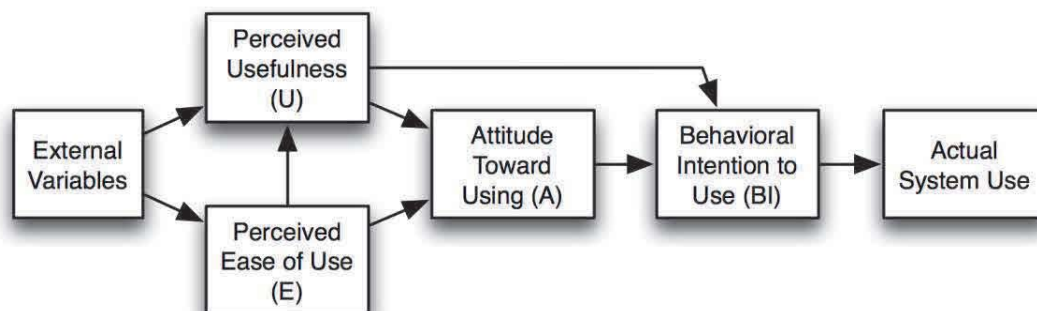 External
Variables
Perceived
Usefulness
(U)
Perceived
Ease of Use
(E)
Attitude
Toward
Using (A)
Behavioral
Intention to
Use (BI)
Actual
System Use